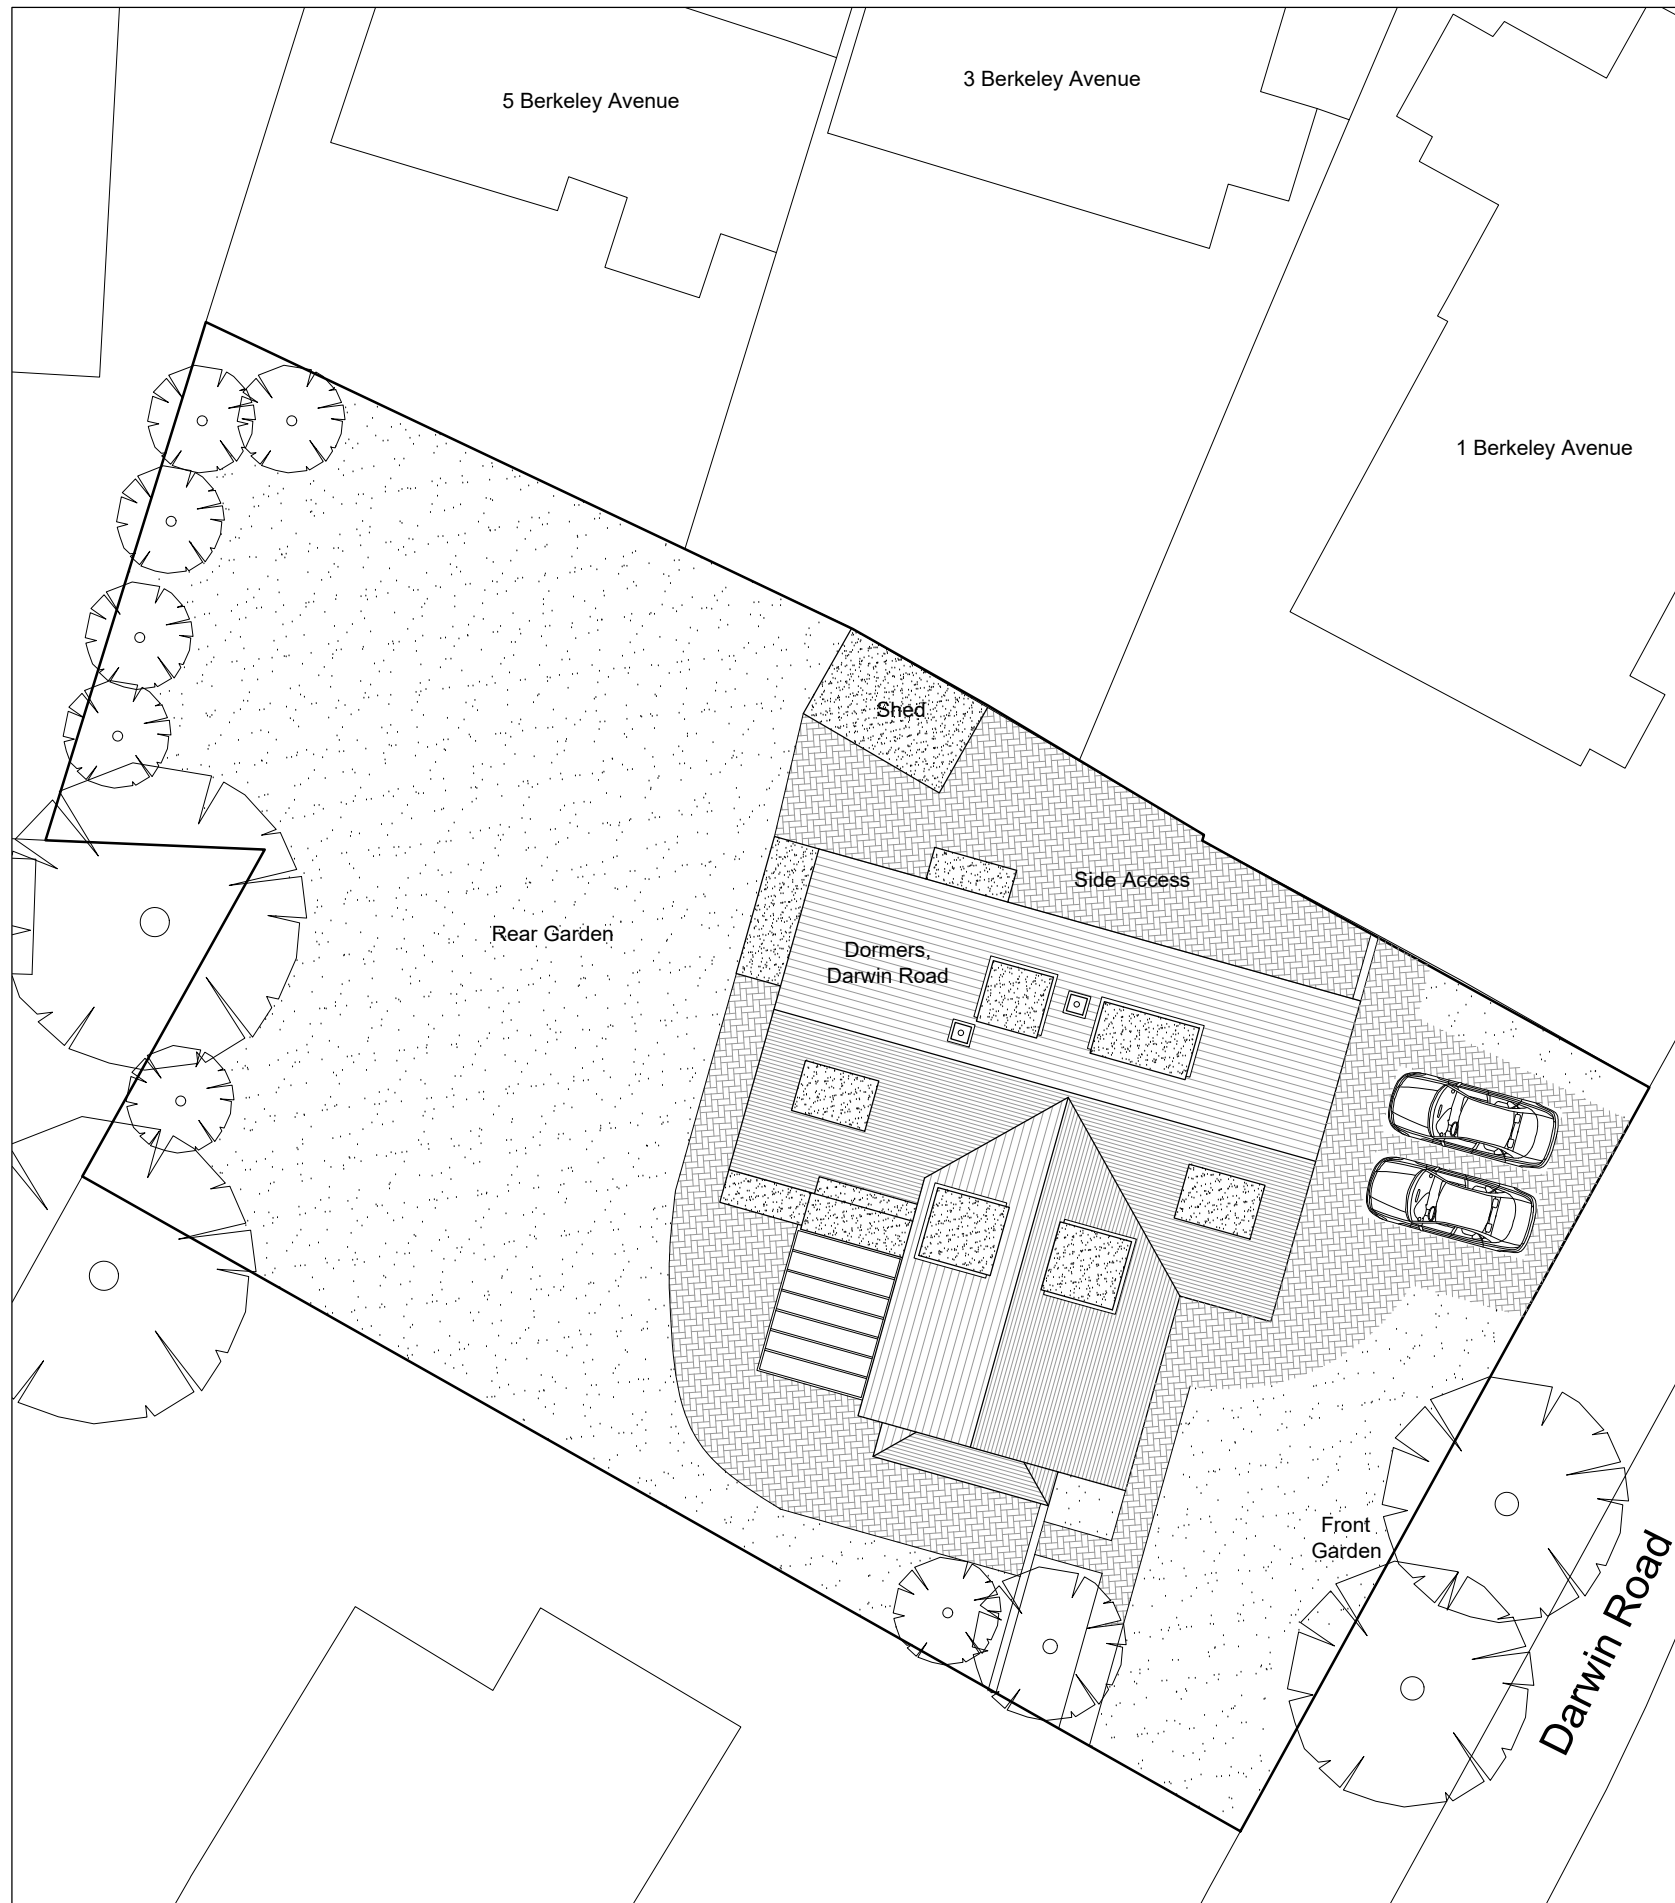 3 Berkeley Avenue
5 Berkeley Avenue
1 Berkeley Avenue
Shed
Side Access
Rear Garden
Dormers,
Darwin Road
Front
Garden
Darwin Road